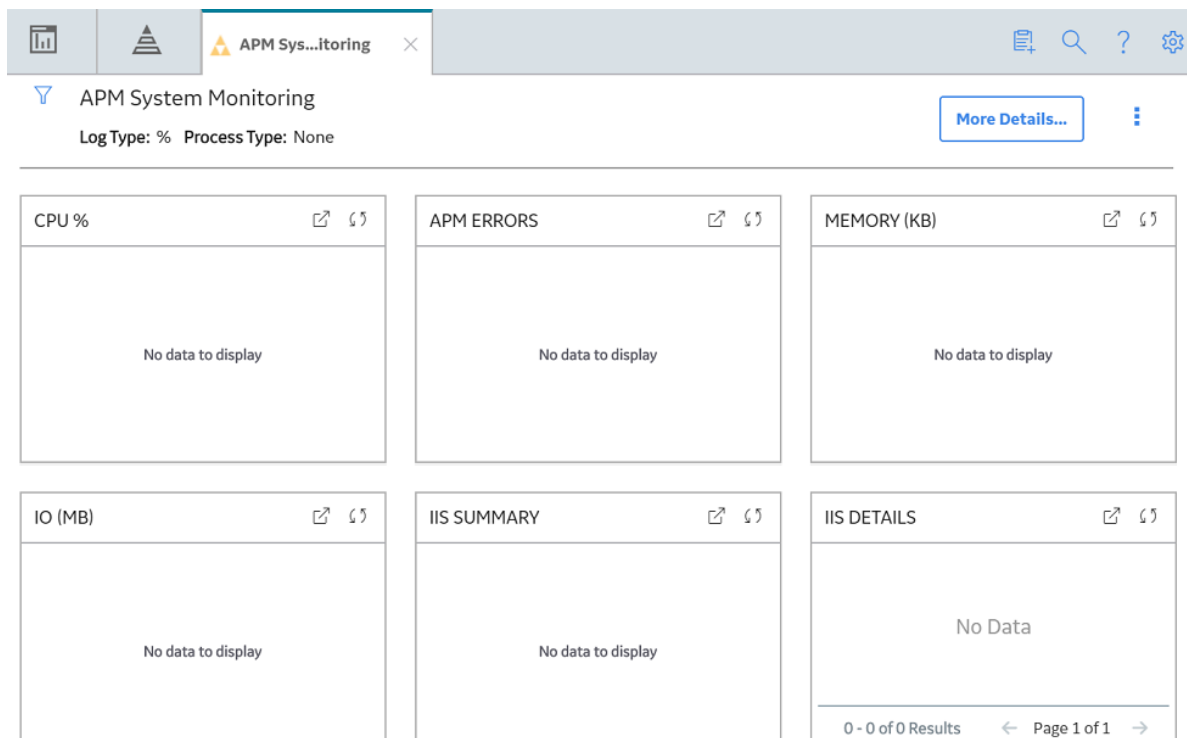 APM Sys...itoring
APM System Monitoring
Log Type: % Process Type: None
More Details...
CPU %
APM ERRORS
MEMORY (KB)
No data to display
No data to display
No data to display
IO (MB)
IIS SUMMARY
IIS DETAILS
No data to display
No data to display
No Data
0 - 0 of 0 Results
Page 1 of 1